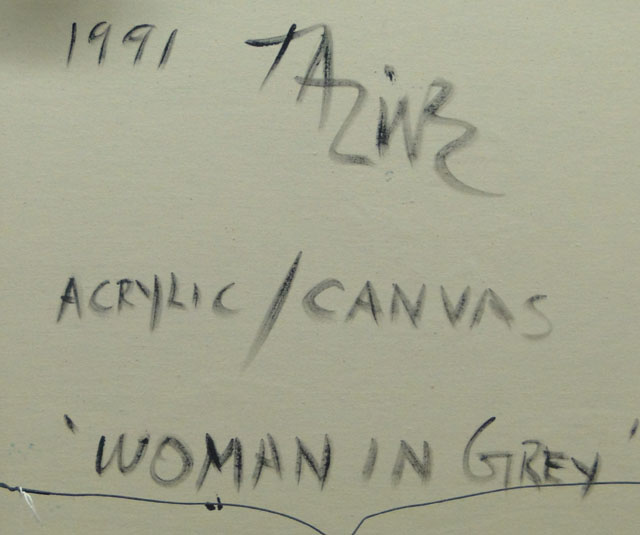 1991
ACRYLIC / CANVAS
'WOMAN IN GREY'